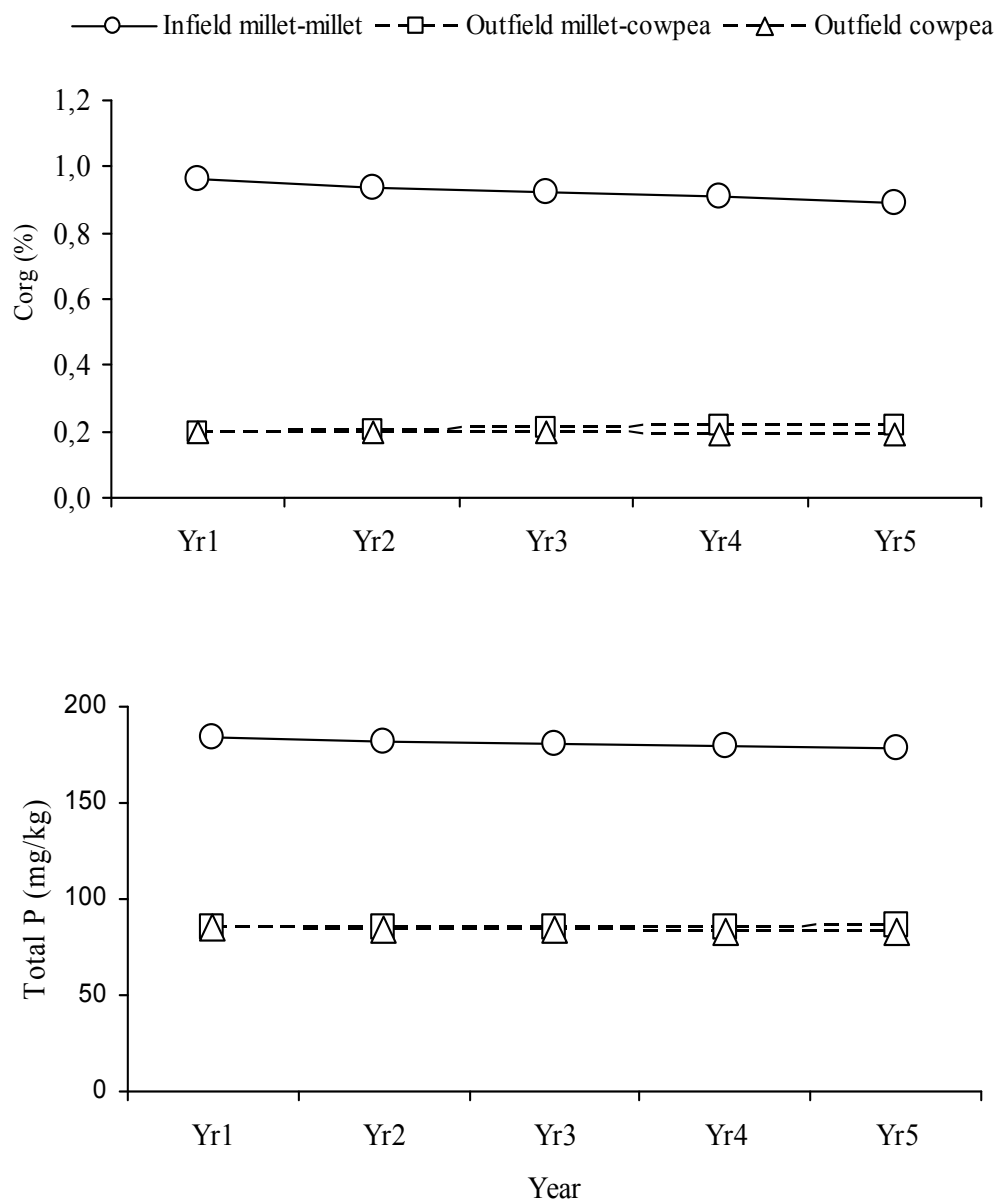 Infield millet-millet Outfield millet-cowpea Outfield cowpea
1,2
1,0
0,8
0,6
0,4
0,2
0,0
Corg (%)
Yr1 Yr2 Yr3 Yr4 Yr5
200
150
100
50
0
Total P (mg/kg)
Yr1 Yr2 Yr3 Yr4 Yr5
Year